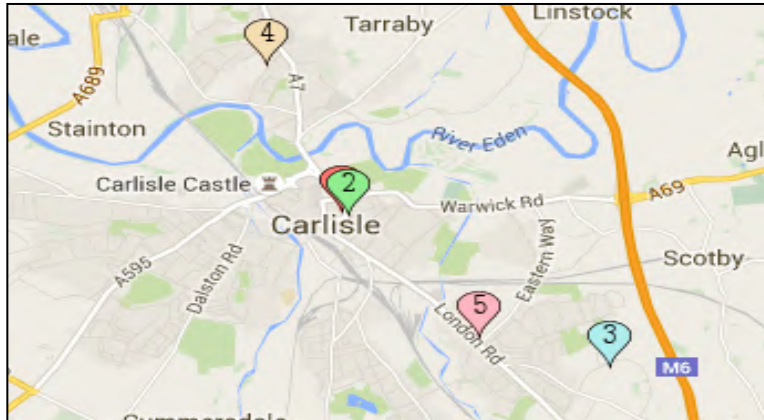 Linstock
Tarraby
4
ale
A7
A689
Stainton
River Eden
Agl
Carlisle Castle
2
A69
Warwick Rd
Carlisle
Scotby
A595
Dalston Rd
Eastern Way
5
London Rd
3
M6
Cummersdale